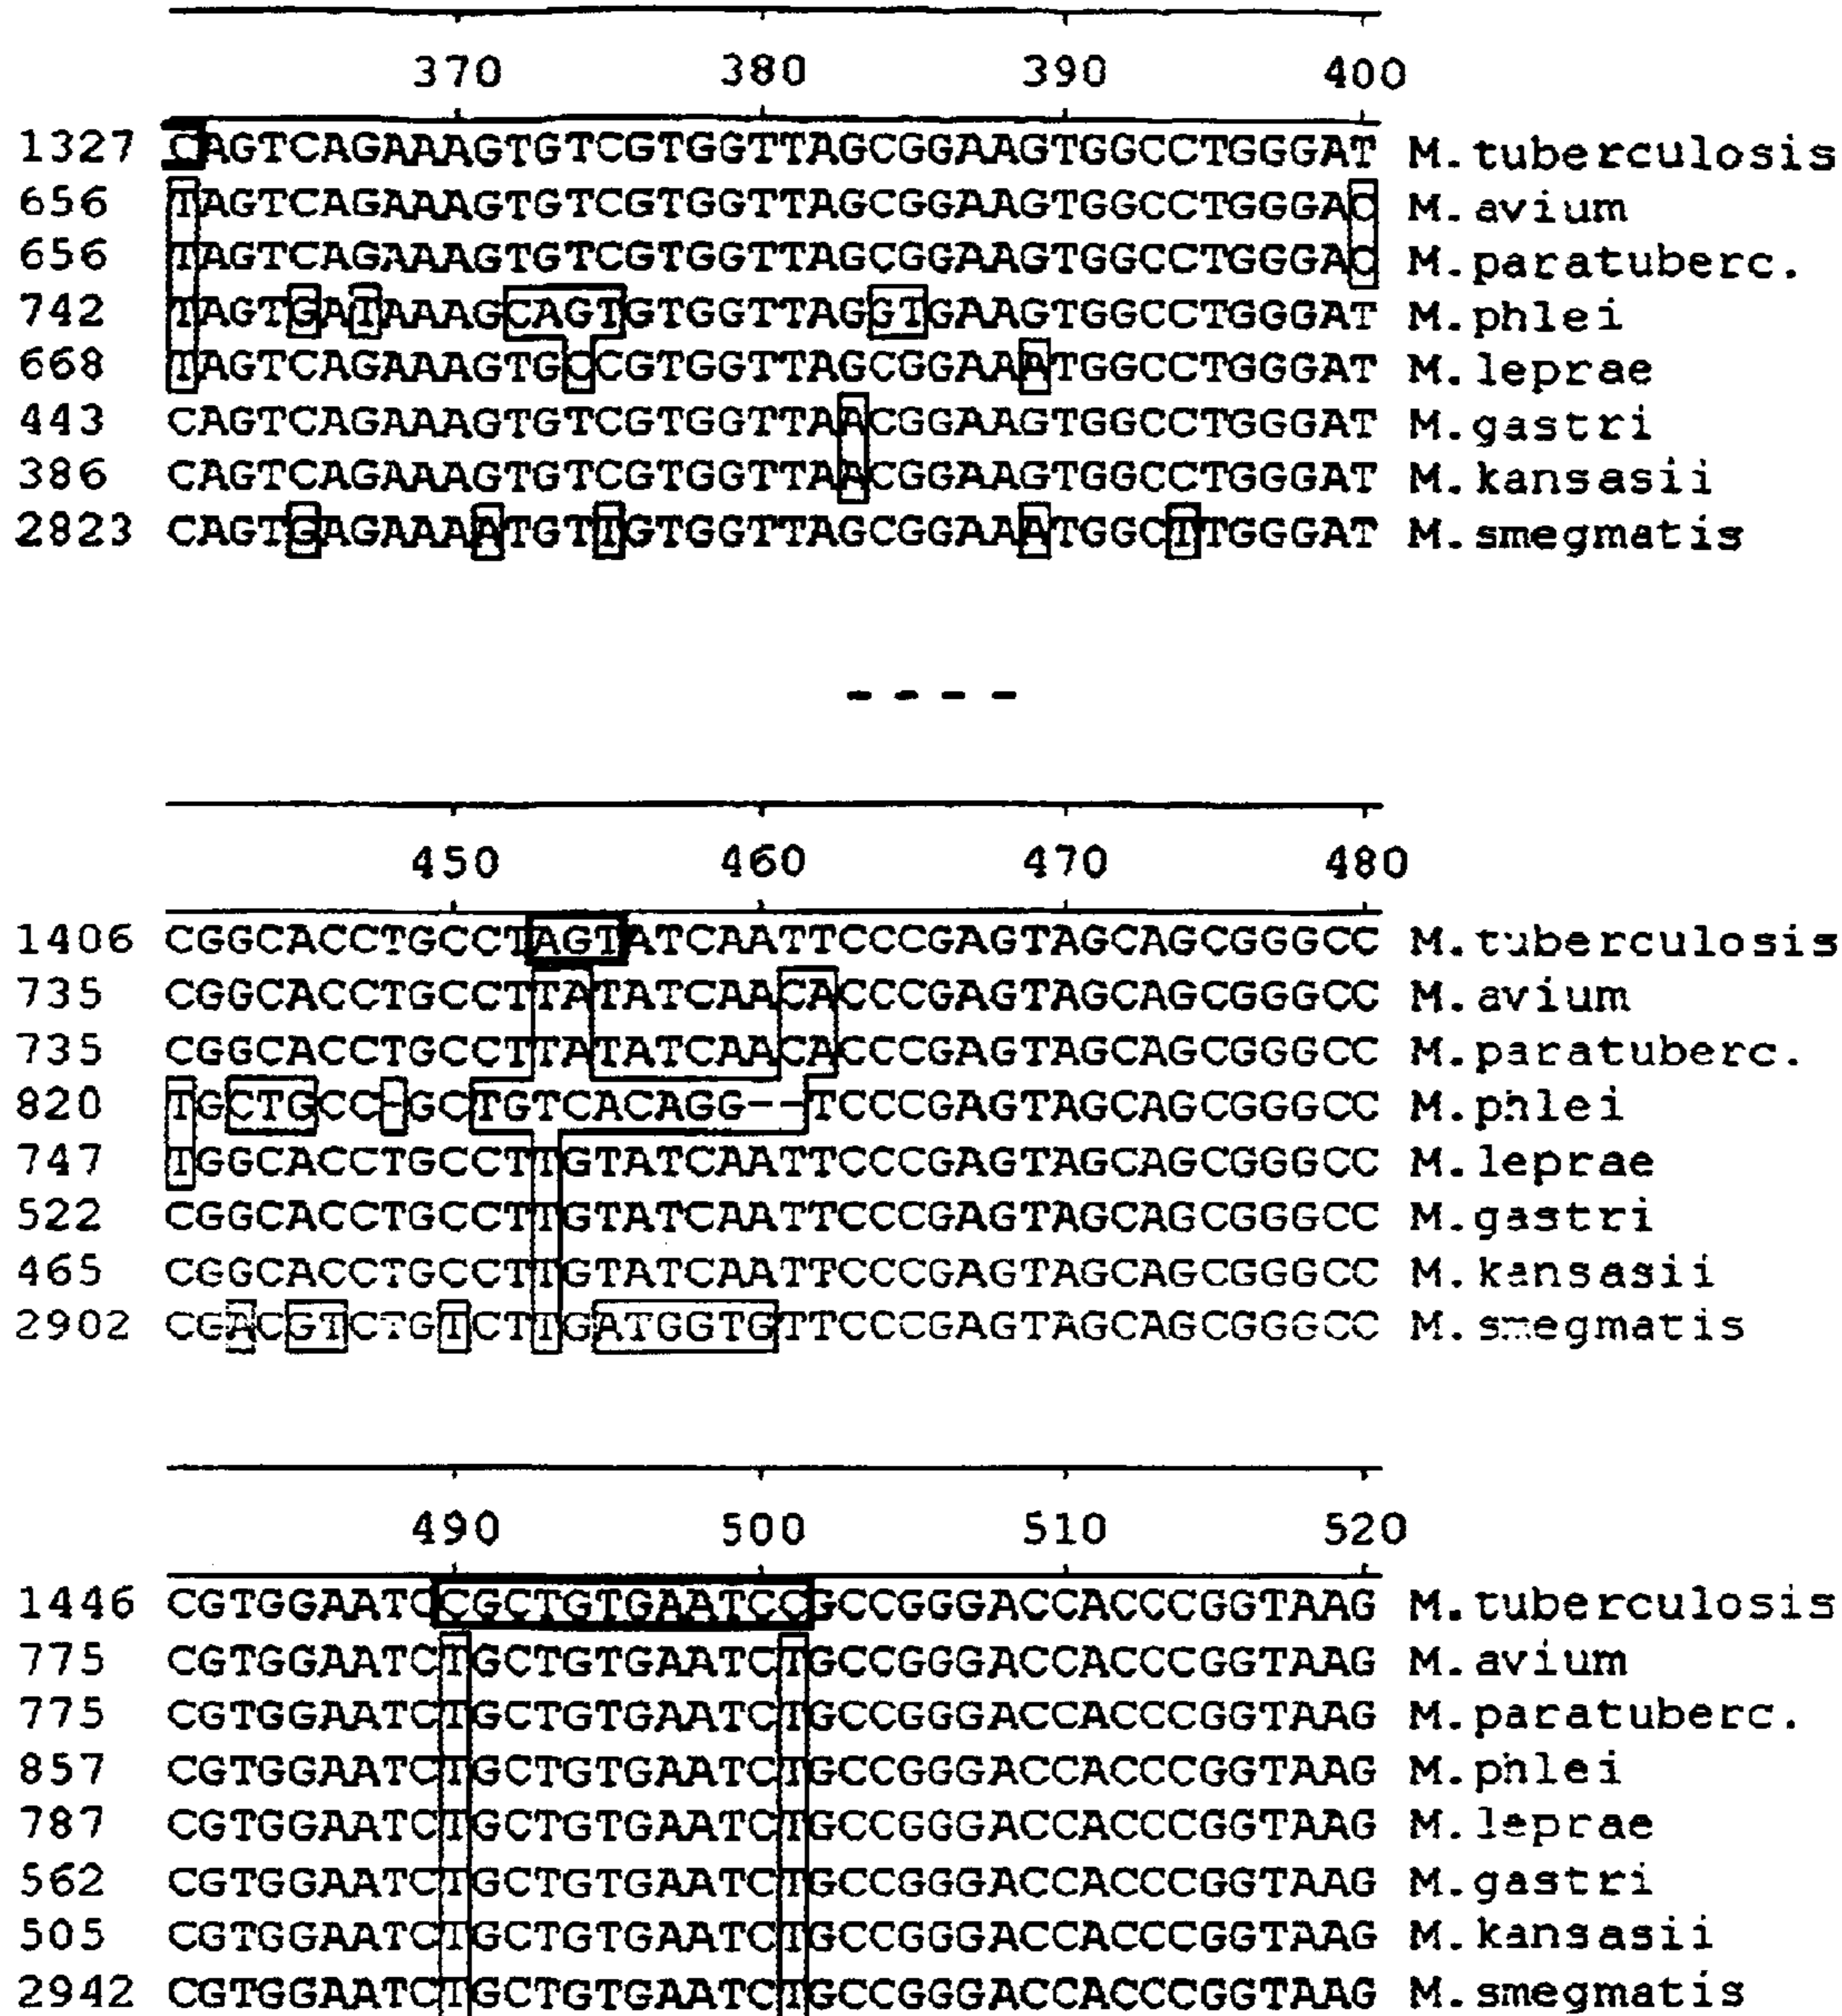 370 380 390 400
1327 CAGTCAGAAAGTGTCGTGGTTAGCGGAAGTGGCCTGGGAT M.tuberculosis
656 TAGTCAGAAAGTGTCGTGGTTAGCGGAAGTGGCCTGGGAC M.avium
656 TAGTCAGAAAGTGTCGTGGTTAGCGGAAGTGGCCTGGGAC M.paratuberc.
742 TAGTGATAAAGCAGTGTGGTTAGGTGAAGTGGCCTGGGAT M.phlei
668 TAGTCAGAAAGTGCCGTGGTTAGCGGAAATGGCCTGGGAT M.leprae
443 CAGTCAGAAAGTGTCGTGGTTAACGGAAGTGGCCTGGGAT M.gastri
386 CAGTCAGAAAGTGTCGTGGTTAACGGAAGTGGCCTGGGAT M.kansasii
2823 CAGTGAGAAAATGTTGTGGTTAGCGGAAATGGCTTGGGAT M.smegmatis
- - - -
450 460 470 480
1406 CGGCACCTGCCTAGTATCAATTCCCGAGTAGCAGCGGGCC M.tuberculosis
735 CGGCACCTGCCTTATATCAACACCCGAGTAGCAGCGGGCC M.avium
735 CGGCACCTGCCTTATATCAACACCCGAGTAGCAGCGGGCC M.paratuberc.
820 TGCTGCC-GCTGTCACAGG--TCCCGAGTAGCAGCGGGCC M.phlei
747 TGGCACCTGCCTTGTATCAATTCCCGAGTAGCAGCGGGCC M.leprae
522 CGGCACCTGCCTTGTATCAATTCCCGAGTAGCAGCGGGCC M.gastri
465 CGGCACCTGCCTTGTATCAATTCCCGAGTAGCAGCGGGCC M.kansasii
2902 CGACGTCTGTCTTGATGGTGTTCCCGAGTAGCAGCGGGCC M.smegmatis
490 500 510 520
1446 CGTGGAATCCGCTGTGAATCCGCCGGGACCACCCGGTAAG M.tuberculosis
775 CGTGGAATCTGCTGTGAATCTGCCGGGACCACCCGGTAAG M.avium
775 CGTGGAATCTGCTGTGAATCTGCCGGGACCACCCGGTAAG M.paratuberc.
857 CGTGGAATCTGCTGTGAATCTGCCGGGACCACCCGGTAAG M.phlei
787 CGTGGAATCTGCTGTGAATCTGCCGGGACCACCCGGTAAG M.leprae
562 CGTGGAATCTGCTGTGAATCTGCCGGGACCACCCGGTAAG M.gastri
505 CGTGGAATCTGCTGTGAATCTGCCGGGACCACCCGGTAAG M.kansasii
2942 CGTGGAATCTGCTGTGAATCTGCCGGGACCACCCGGTAAG M.smegmatis